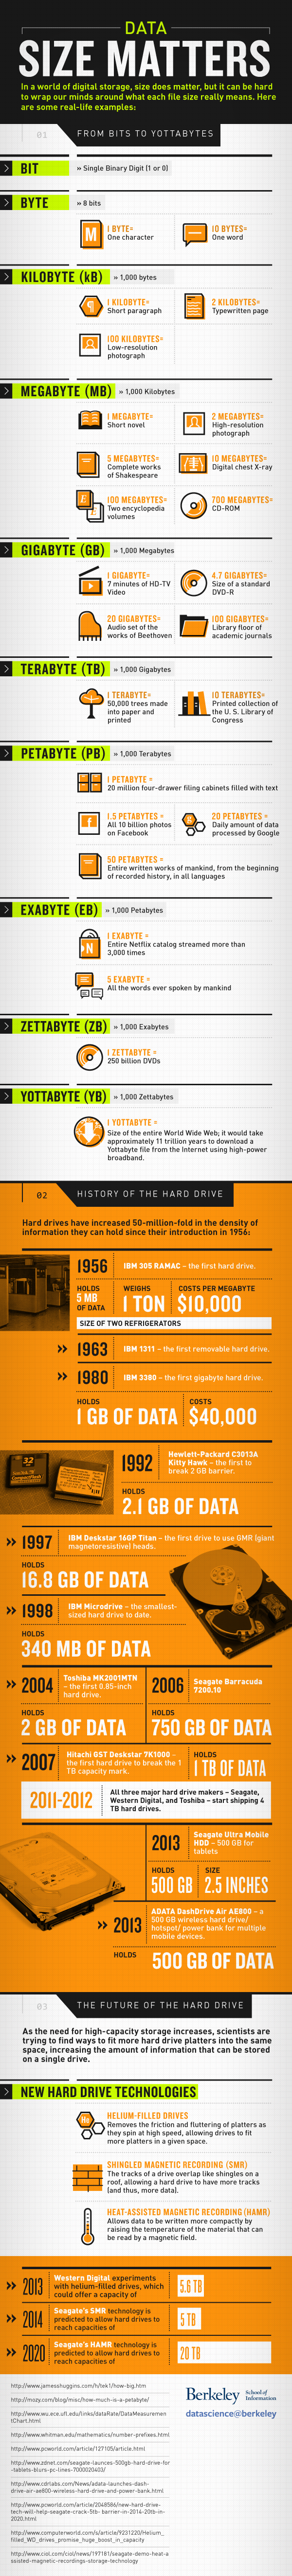 DATA
SIZE MATTERS
In a world of digital storage, size does matter, but it can be hard
to wrap our minds around what each file size really means. Here
are some real-life examples:
01
FROM BITS TO YOTTABYTES
BIT
» Single Binary Digit (1 or 0)
BYTE
» 8 bits
M
1 BYTE=
One character
10 BYTES=
One word
KILOBYTE (kB)
» 1,000 bytes
1 KILOBYTE=
Short paragraph
2 KILOBYTES=
Typewritten page
100 KILOBYTES=
Low-resolution
photograph
MEGABYTE (MB)
» 1,000 Kilobytes
1 MEGABYTE=
Short novel
2 MEGABYTES=
High-resolution
photograph
5 MEGABYTES=
Complete works
of Shakespeare
10 MEGABYTES=
Digital chest X-ray
100 MEGABYTES=
Two encyclopedia
volumes
700 MEGABYTES=
CD-ROM
GIGABYTE (GB)
» 1,000 Megabytes
1 GIGABYTE=
7 minutes of HD-TV
Video
4.7 GIGABYTES=
Size of a standard
DVD-R
20 GIGABYTES=
Audio set of the
works of Beethoven
100 GIGABYTES=
Library floor of
academic journals
TERABYTE (TB)
» 1,000 Gigabytes
1 TERABYTE=
50,000 trees made
into paper and
printed
10 TERABYTES=
Printed collection of
the U. S. Library of
Congress
PETABYTE (PB)
» 1,000 Terabytes
1 PETABYTE =
20 million four-drawer filing cabinets filled with text
f
1.5 PETABYTES =
All 10 billion photos
on Facebook
20 PETABYTES =
Daily amount of data
processed by Google
50 PETABYTES =
Entire written works of mankind, from the beginning
of recorded history, in all languages
EXABYTE (EB)
» 1,000 Petabytes
N
1 EXABYTE =
Entire Netflix catalog streamed more than
3,000 times
5 EXABYTE =
All the words ever spoken by mankind
ZETTABYTE (ZB)
» 1,000 Exabytes
1 ZETTABYTE =
250 billion DVDs
YOTTABYTE (YB)
» 1,000 Zettabytes
1 YOTTABYTE =
Size of the entire World Wide Web; it would take
approximately 11 trillion years to download a
Yottabyte file from the Internet using high-power
broadband.
02
HISTORY OF THE HARD DRIVE
Hard drives have increased 50-million-fold in the density of
information they can hold since their introduction in 1956:
1956
IBM 305 RAMAC – the first hard drive.
HOLDS
5 MB
OF DATA
WEIGHS
1 TON
COSTS PER MEGABYTE
$10,000
SIZE OF TWO REFRIGERATORS
» 1963
IBM 1311 – the first removable hard drive.
» 1980
IBM 3380 – the first gigabyte hard drive.
HOLDS
1 GB OF DATA
COSTS
$40,000
32
1992
Hewlett-Packard C3013A
Kitty Hawk – the first to
break 2 GB barrier.
HOLDS
2.1 GB OF DATA
» 1997
IBM Deskstar 16GP Titan – the first drive to use GMR (giant
magnetoresistive) heads.
HOLDS
16.8 GB OF DATA
» 1998
IBM Microdrive – the smallest-
sized hard drive to date.
HOLDS
340 MB OF DATA
» 2004
Toshiba MK2001MTN
– the first 0.85-inch
hard drive.
HOLDS
2 GB OF DATA
2006
Seagate Barracuda
7200.10
HOLDS
750 GB OF DATA
» 2007
Hitachi GST Deskstar 7K1000 –
the first hard drive to break the 1
TB capacity mark.
HOLDS
1 TB OF DATA
2011-2012
All three major hard drive makers – Seagate,
Western Digital, and Toshiba – start shipping 4
TB hard drives.
2013
Seagate Ultra Mobile
HDD – 500 GB for
tablets
HOLDS
500 GB
SIZE
2.5 INCHES
» 2013
ADATA DashDrive Air AE800 – a
500 GB wireless hard drive/
hotspot/ power bank for multiple
mobile devices.
HOLDS
500 GB OF DATA
03
THE FUTURE OF THE HARD DRIVE
As the need for high-capacity storage increases, scientists are
trying to find ways to fit more hard drive platters into the same
space, increasing the amount of information that can be stored
on a single drive.
NEW HARD DRIVE TECHNOLOGIES
He
HELIUM-FILLED DRIVES
Removes the friction and fluttering of platters as
they spin at high speed, allowing drives to fit
more platters in a given space.
SHINGLED MAGNETIC RECORDING (SMR)
The tracks of a drive overlap like shingles on a
roof, allowing a hard drive to have more tracks
(and thus, more data).
HEAT-ASSISTED MAGNETIC RECORDING (HAMR)
Allows data to be written more compactly by
raising the temperature of the material that can
be read by a magnetic field.
» 2013
Western Digital experiments
with helium-filled drives, which
could offer a capacity of
5.6 TB
» 2014
Seagate's SMR technology is
predicted to allow hard drives to
reach capacities of
5 TB
» 2020
Seagate's HAMR technology is
predicted to allow hard drives to
reach capacities of
20 TB
http://www.jamesshuggins.com/h/tek1/how-big.htm
http://mozy.com/blog/misc/how-much-is-a-petabyte/
http://www.wu.ece.ufl.edu/links/dataRate/DataMeasuremen
tChart.html
http://www.whitman.edu/mathematics/number-prefixes.html
http://www.pcworld.com/article/127105/article.html
http://www.zdnet.com/seagate-launces-500gb-hard-drive-for
-tablets-blurs-pc-lines-7000020403/
http://www.cdrlabs.com/News/adata-launches-dash-
drive-air-ae800-wireless-hard-drive-and-power-bank.html
http://www.pcworld.com/article/2048586/new-hard-drive-
tech-will-help-seagate-crack-5tb- barrier-in-2014-20tb-in-
2020.html
http://www.computerworld.com/s/article/9231220/Helium_
filled_WD_drives_promise_huge_boost_in_capacity
http://www.ciol.com/ciol/news/197181/seagate-demo-heat-a
ssisted-magnetic-recordings-storage-technology
Berkeley School of
Information
datascience@berkeley